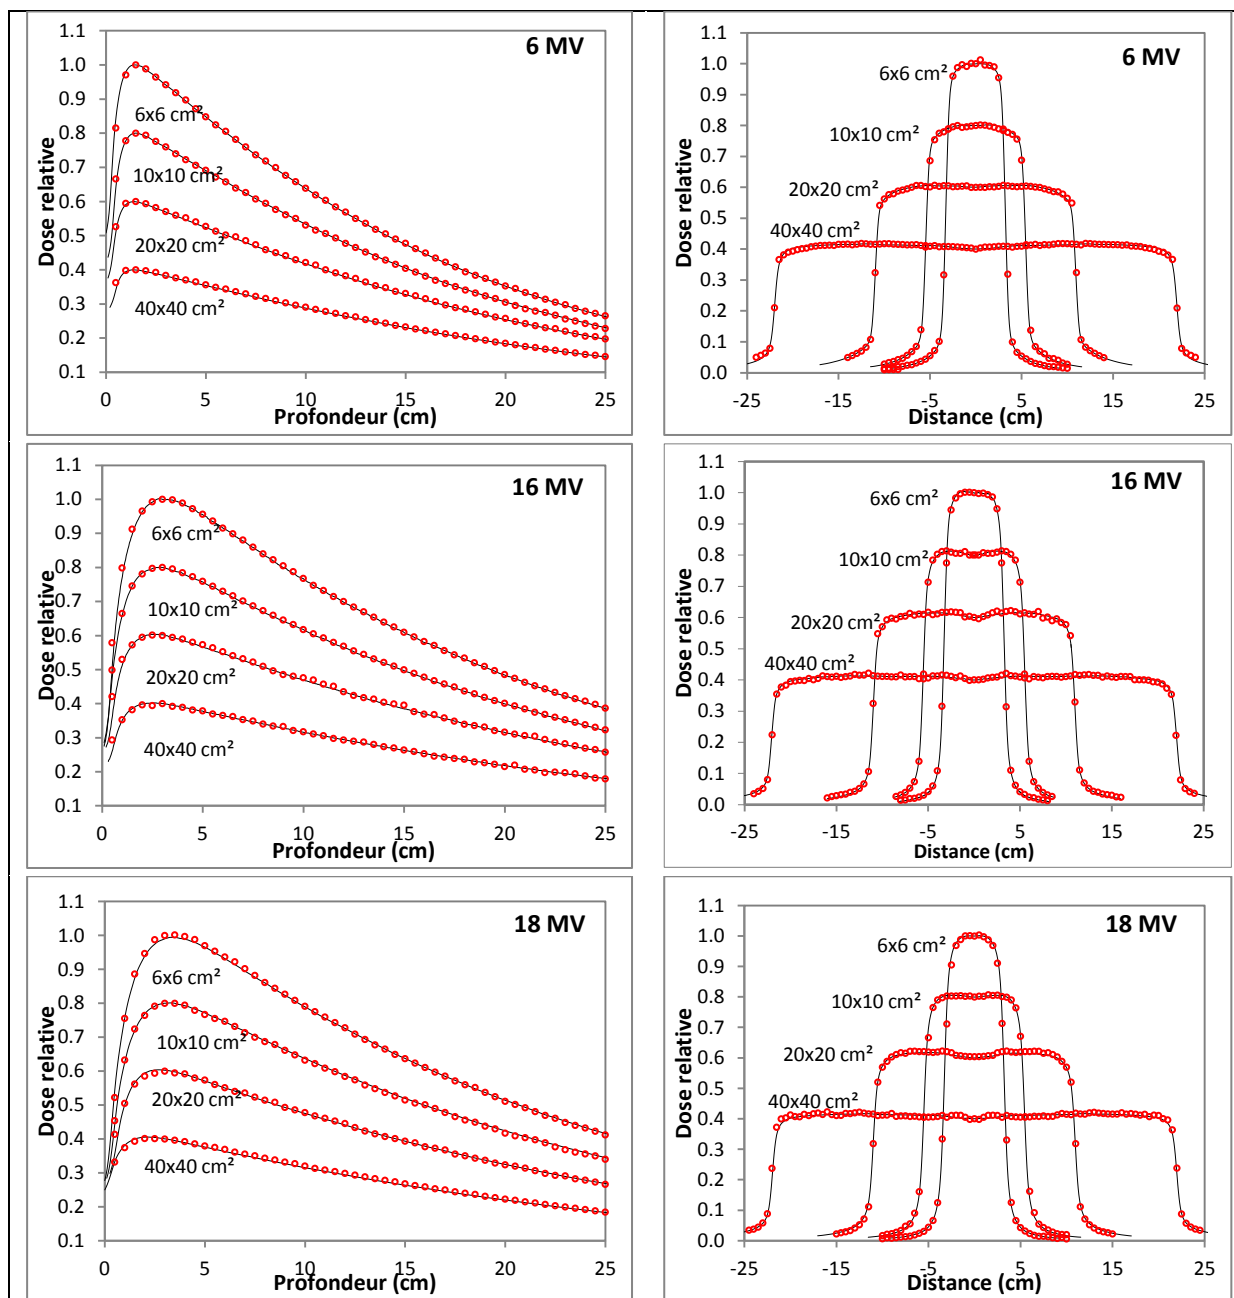 6 MV
Dose relative
1.1
1.0
0.9
0.8
0.7
0.6
0.5
0.4
0.3
0.2
0.1
6x6 cm²
10x10 cm²
20x20 cm²
40x40 cm²
0 5 10 15 20 25
Profondeur (cm)
6 MV
Dose relative
1.1
1.0
0.9
0.8
0.7
0.6
0.5
0.4
0.3
0.2
0.1
0.0
6x6 cm²
10x10 cm²
20x20 cm²
40x40 cm²
-25 -15 -5 5 15 25
Distance (cm)
16 MV
Dose relative
1.1
1.0
0.9
0.8
0.7
0.6
0.5
0.4
0.3
0.2
0.1
6x6 cm²
10x10 cm²
20x20 cm²
40x40 cm²
0 5 10 15 20 25
Profondeur (cm)
16 MV
Dose relative
1.1
1.0
0.9
0.8
0.7
0.6
0.5
0.4
0.3
0.2
0.1
0.0
6x6 cm²
10x10 cm²
20x20 cm²
40x40 cm²
-25 -15 -5 5 15 25
Distance (cm)
18 MV
Dose relative
1.1
1.0
0.9
0.8
0.7
0.6
0.5
0.4
0.3
0.2
0.1
6x6 cm²
10x10 cm²
20x20 cm²
40x40 cm²
0 5 10 15 20 25
Profondeur (cm)
18 MV
Dose relative
1.1
1.0
0.9
0.8
0.7
0.6
0.5
0.4
0.3
0.2
0.1
0.0
6x6 cm²
10x10 cm²
20x20 cm²
40x40 cm²
-25 -15 -5 5 15 25
Distance (cm)